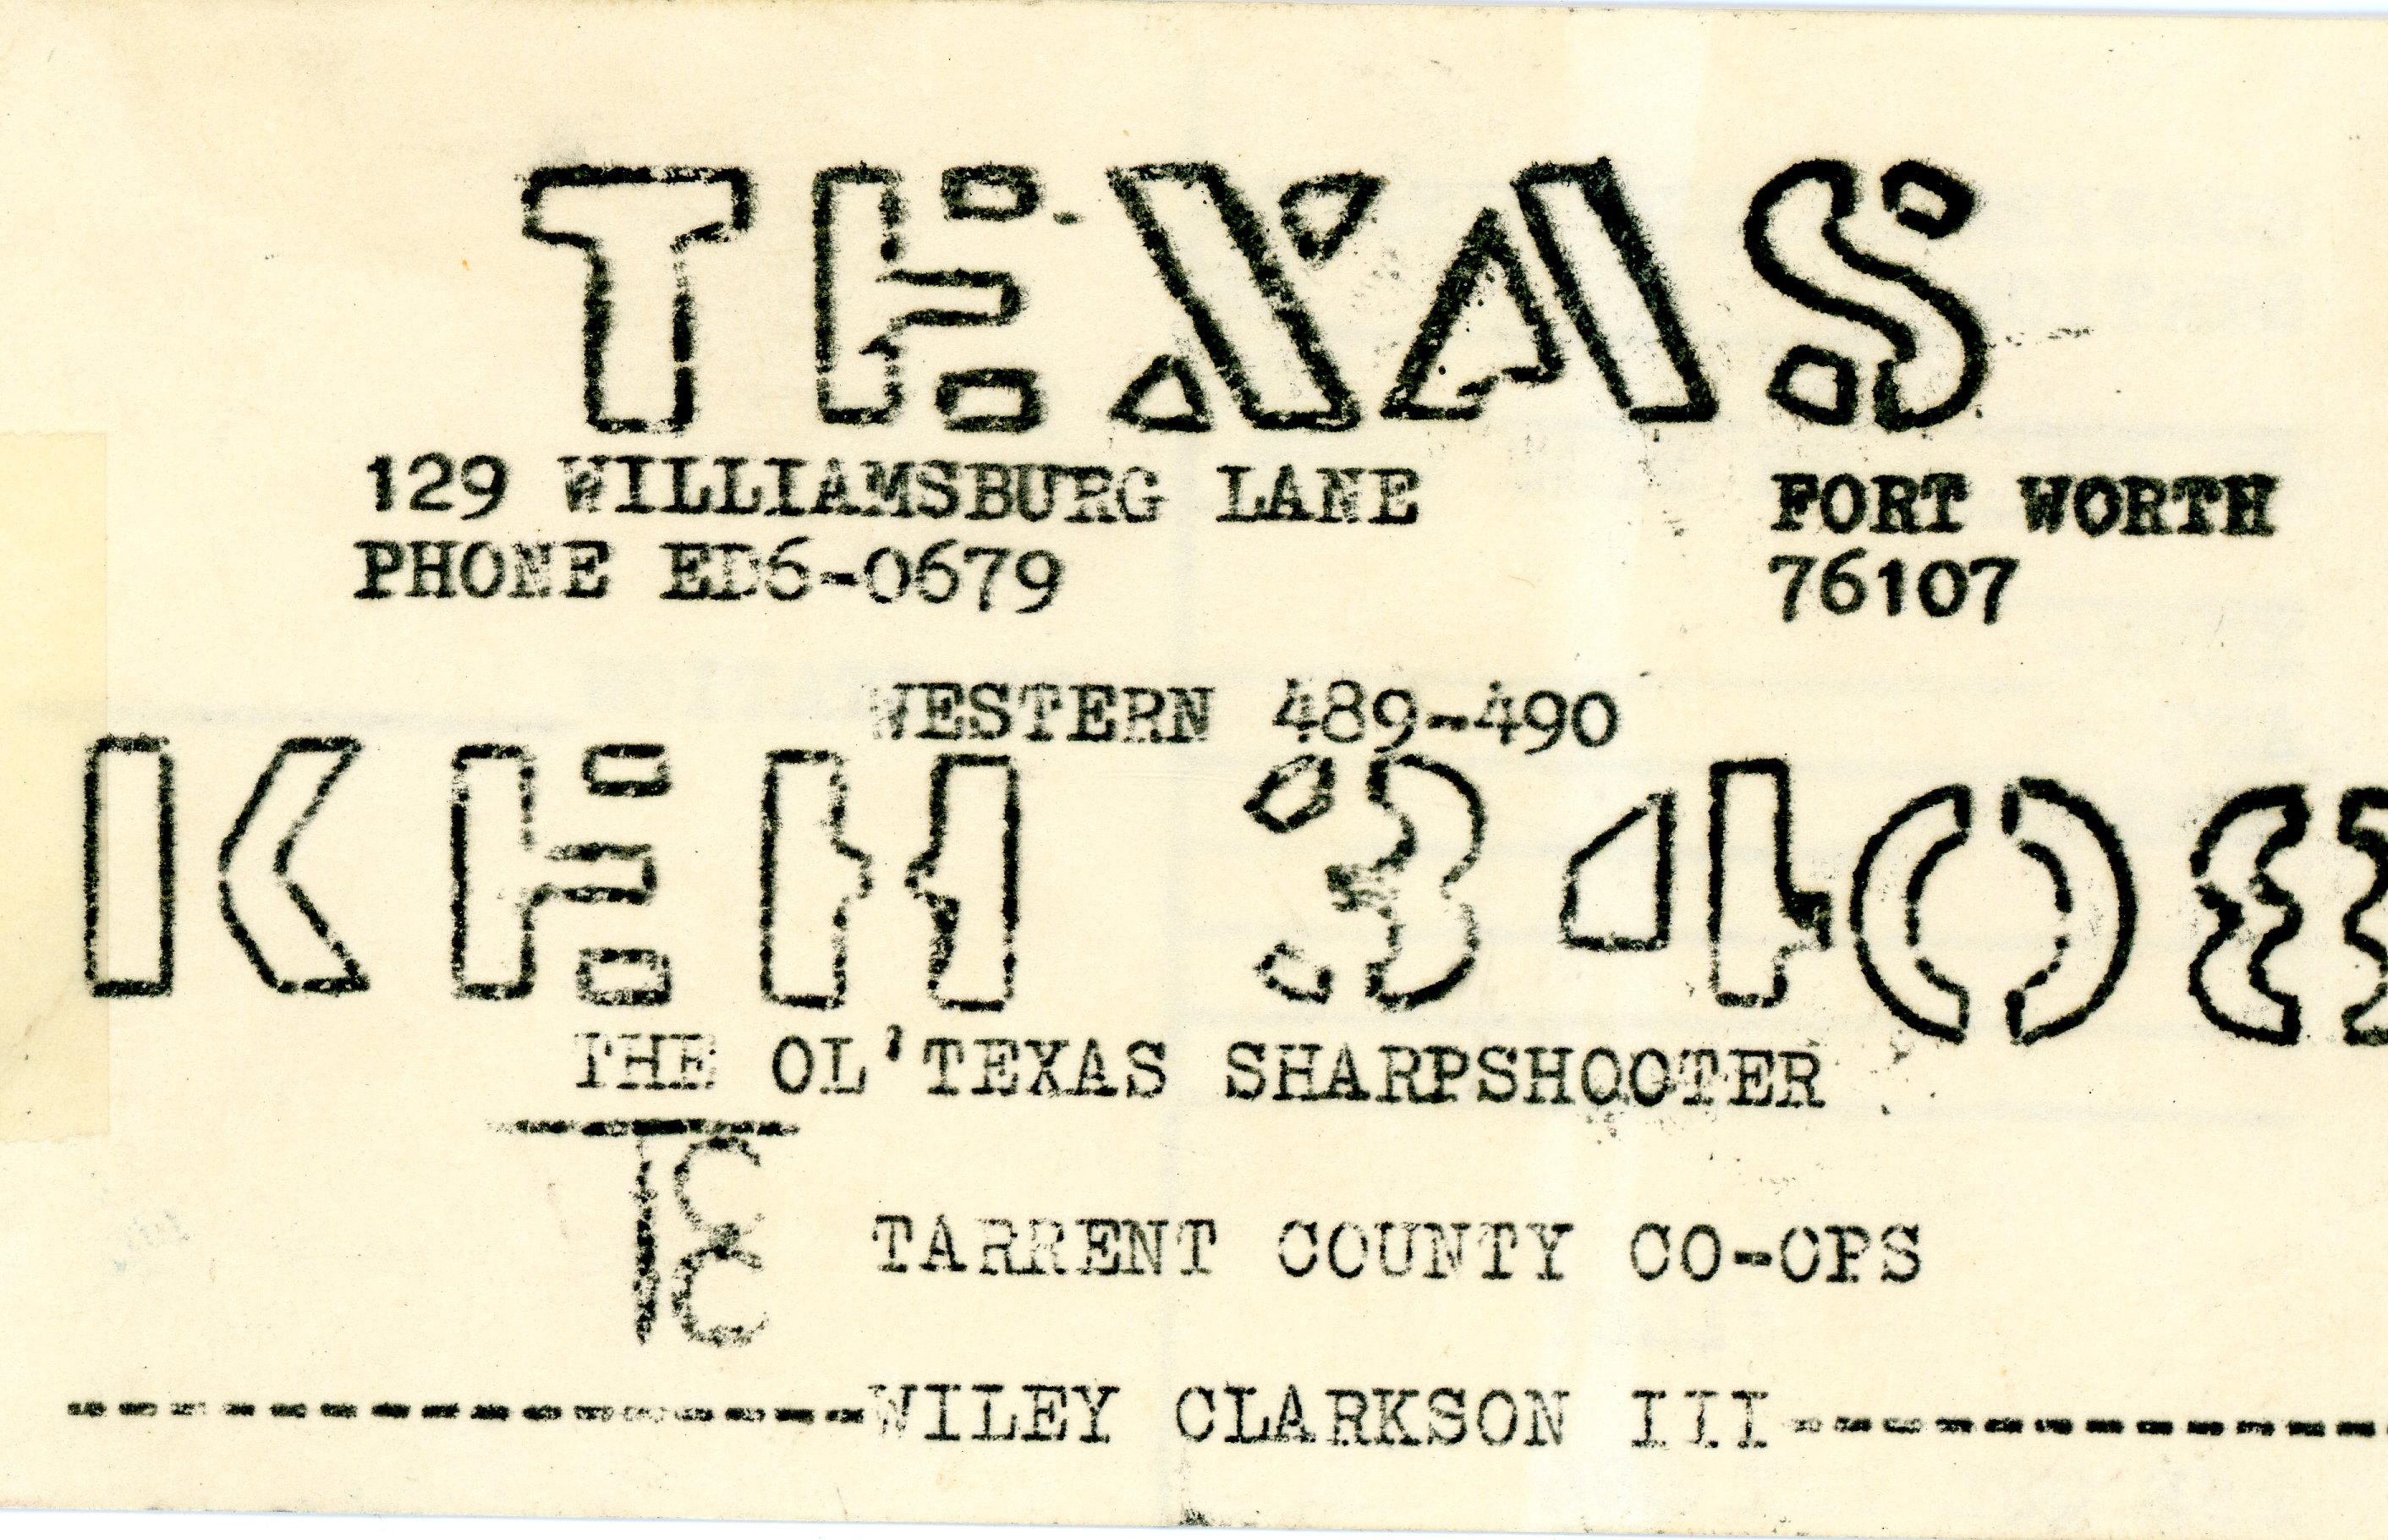 TEXAS
129 WILLIAMSBURG LANE FORT WORTH
PHONE ED6-0679 76107
WESTERN 489-490
KEH 3408
THE OL'TEXAS SHARPSHOOTER
TCC
TARRENT COUNTY CO-OPS
-----------------WILEY CLARKSON III-------------